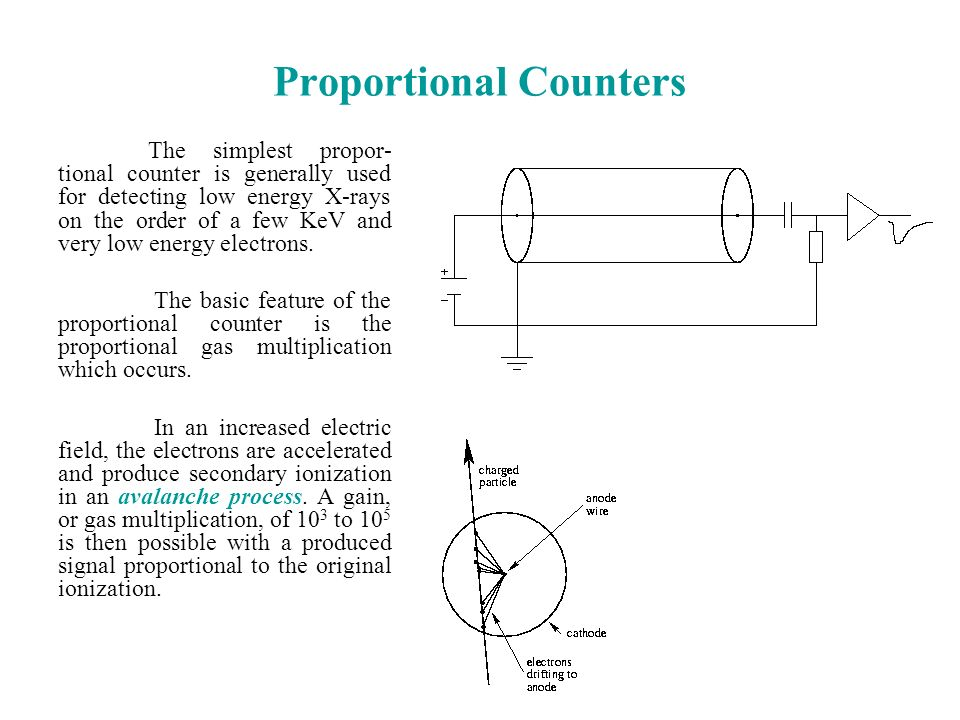 Proportional Counters
The simplest propor-
tional counter is generally used
for detecting low energy X-rays
on the order of a few KeV and
very low energy electrons.
The basic feature of the
proportional counter is the
proportional gas multiplication
which occurs.
In an increased electric
field, the electrons are accelerated
and produce secondary ionization
in an avalanche process. A gain,
or gas multiplication, of 10³ to 10⁵
is then possible with a produced
signal proportional to the original
ionization.
+
−
charged
particle
anode
wire
cathode
electrons
drifting to
anode